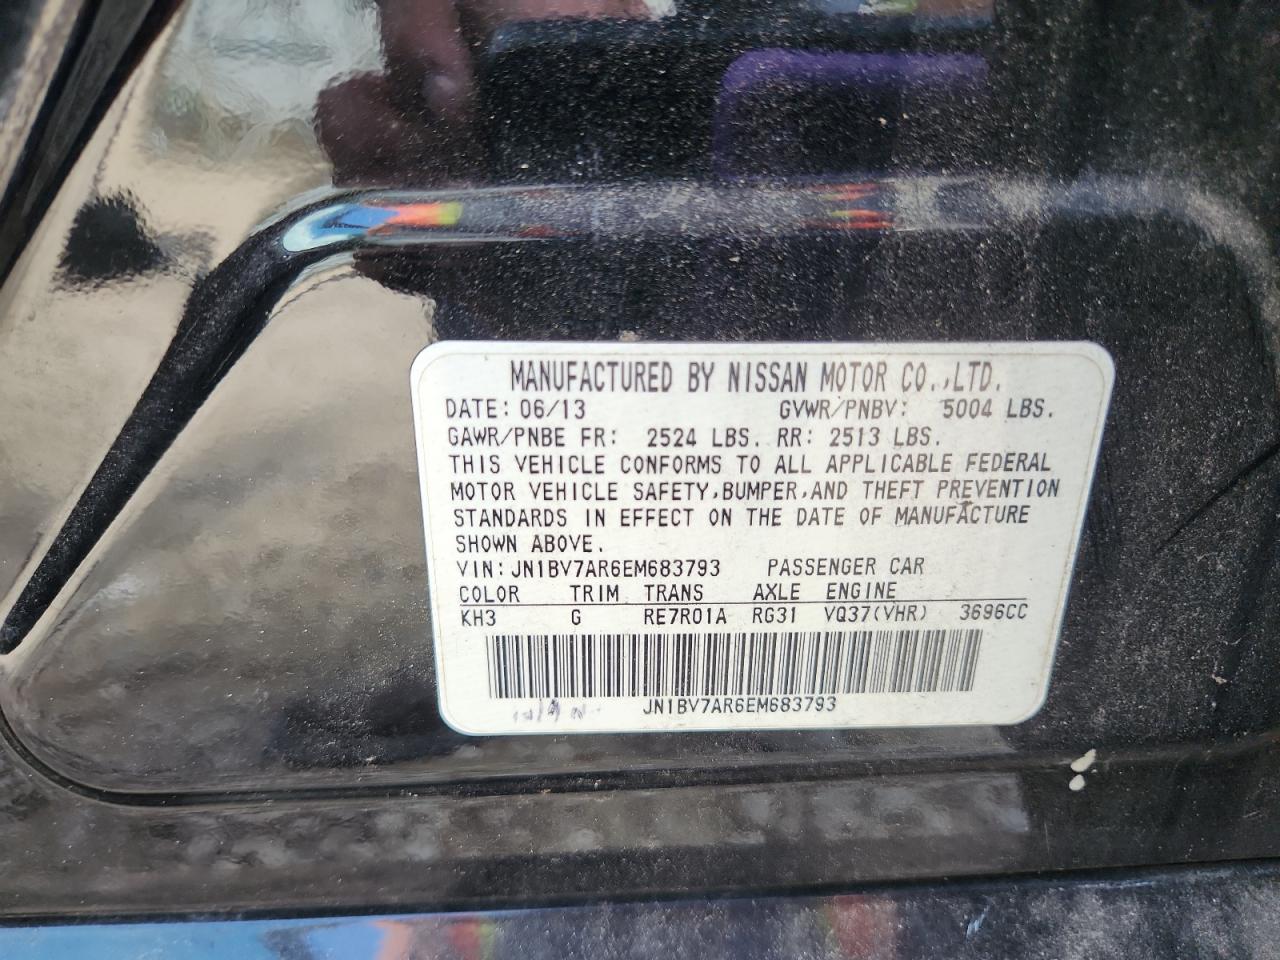 MANUFACTURED BY NISSAN MOTOR CO.,LTD.
DATE: 06/13 GVWR/PNBV: 5004 LBS.
GAWR/PNBE FR: 2524 LBS. RR: 2513 LBS.
THIS VEHICLE CONFORMS TO ALL APPLICABLE FEDERAL
MOTOR VEHICLE SAFETY,BUMPER,AND THEFT PREVENTION
STANDARDS IN EFFECT ON THE DATE OF MANUFACTURE
SHOWN ABOVE.
VIN:JN1BV7AR6EM683793 PASSENGER CAR
COLOR TRIM TRANS AXLE ENGINE
KH3 G RE7R01A RG31 VQ37(VHR) 3696CC
JN1BV7AR6EM683793